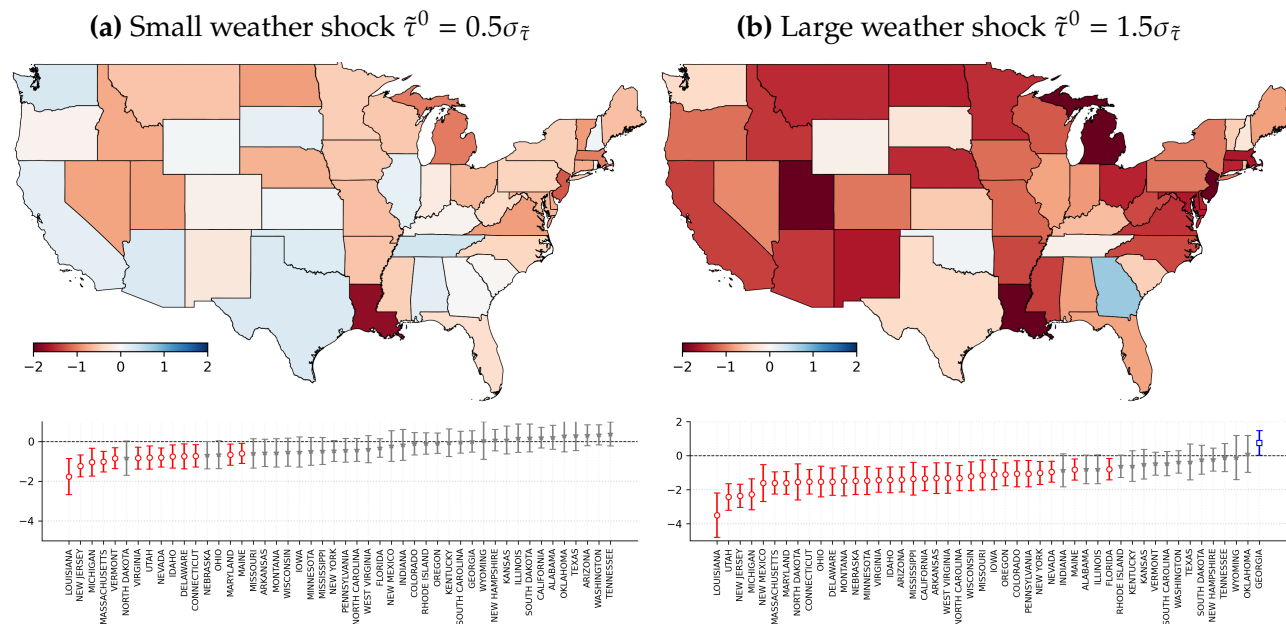 (a) Small weather shock τ̃⁰ = 0.5σ_τ̃
−2 −1 0 1 2
0
−2
−4
LOUISIANA
NEW JERSEY
MICHIGAN
MASSACHUSETTS
VERMONT
NORTH DAKOTA
VIRGINIA
UTAH
NEVADA
IDAHO
DELAWARE
CONNECTICUT
NEBRASKA
OHIO
MARYLAND
MAINE
MISSOURI
ARKANSAS
MONTANA
WISCONSIN
IOWA
MINNESOTA
MISSISSIPPI
NEW YORK
PENNSYLVANIA
NORTH CAROLINA
WEST VIRGINIA
FLORIDA
NEW MEXICO
INDIANA
COLORADO
RHODE ISLAND
OREGON
KENTUCKY
SOUTH CAROLINA
GEORGIA
WYOMING
NEW HAMPSHIRE
KANSAS
ILLINOIS
SOUTH DAKOTA
CALIFORNIA
ALABAMA
OKLAHOMA
TEXAS
ARIZONA
WASHINGTON
TENNESSEE
(b) Large weather shock τ̃⁰ = 1.5σ_τ̃
−2 −1 0 1 2
2
0
−2
−4
LOUISIANA
UTAH
NEW JERSEY
MICHIGAN
NEW MEXICO
MASSACHUSETTS
MARYLAND
NORTH DAKOTA
CONNECTICUT
OHIO
DELAWARE
MONTANA
NEBRASKA
MINNESOTA
VIRGINIA
IDAHO
ARIZONA
MISSISSIPPI
CALIFORNIA
ARKANSAS
WEST VIRGINIA
NORTH CAROLINA
WISCONSIN
MISSOURI
IOWA
OREGON
COLORADO
PENNSYLVANIA
NEW YORK
NEVADA
INDIANA
MAINE
ALABAMA
ILLINOIS
FLORIDA
RHODE ISLAND
KENTUCKY
KANSAS
VERMONT
SOUTH CAROLINA
WASHINGTON
TEXAS
SOUTH DAKOTA
NEW HAMPSHIRE
TENNESSEE
WYOMING
OKLAHOMA
GEORGIA